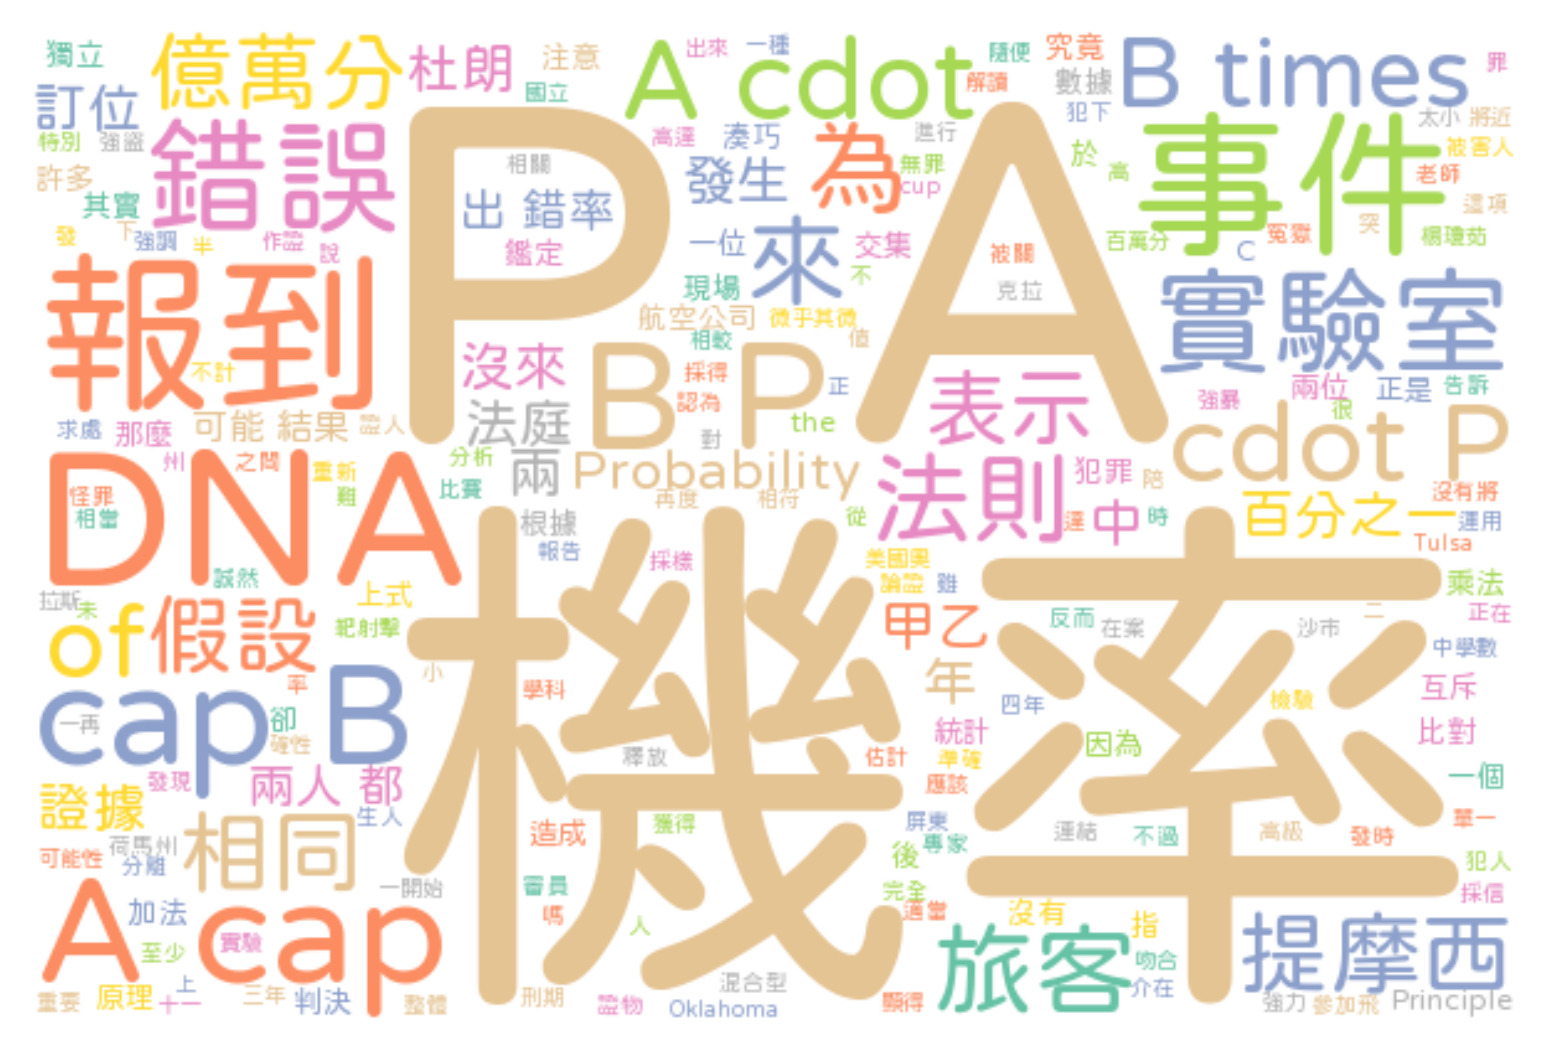 獨立 億萬分 杜朗 注意 A cdot 出來 一種 隨便 究竟 B times 罪
訂位 國立 解讀 數據 犯下 太小 將近
特別 強盜 錯誤 P 相關 高達 湊巧 為 進行 A 於 事件 被害人
許多 發生 無罪 cup 高 老師
其實 出 錯率 這項
發 下 強調 半 作證 說 鑑定 一位 來 交集 被關 百萬分 C 冤獄 突 楊瓊茹
報到 現場 不 克拉 實驗室
航空公司 微乎其微
不計 沒來 B P 相較 值 表示 強暴 兩位 正是 告訴
採得 正
求處 那麼 可能 結果 證人 法庭 認為 對 the 很 cdot P
州 之間 重新 分析 兩 Probability 法則 犯罪 陪
DNA 怪罪 難 比賽 再度 相符 百分之一 沒有將
相當 根據 從 達 中 時 運用
報告 採樣 美國奧 Tulsa
誠然 上式 論證 雖 乘法
拉斯 未 機 率 二 正在
of 假設 靶射擊 甲乙 反而 在案 沙市 中學數
cap B 率 小 學科 年 四年 檢驗 互斥
一再 卻 統計 比對
確性 釋放 估計 準確 因為
發現 兩人 都 應該 一個
證據 生人 獲得 屏東 單一
荷馬州 相同 造成 後 專家 連結 不過 高級 發時
可能性 分離 一開始 審員 完全 犯人
A cap 加法 嗎 適當 沒有 指 採信
至少 實驗 人 旅客 吻合 提摩西
上 混合型 介在
重要 原理 十一 三年 判決 整體 刑期 證物 Oklahoma 顯得 強力 參加飛 Principle